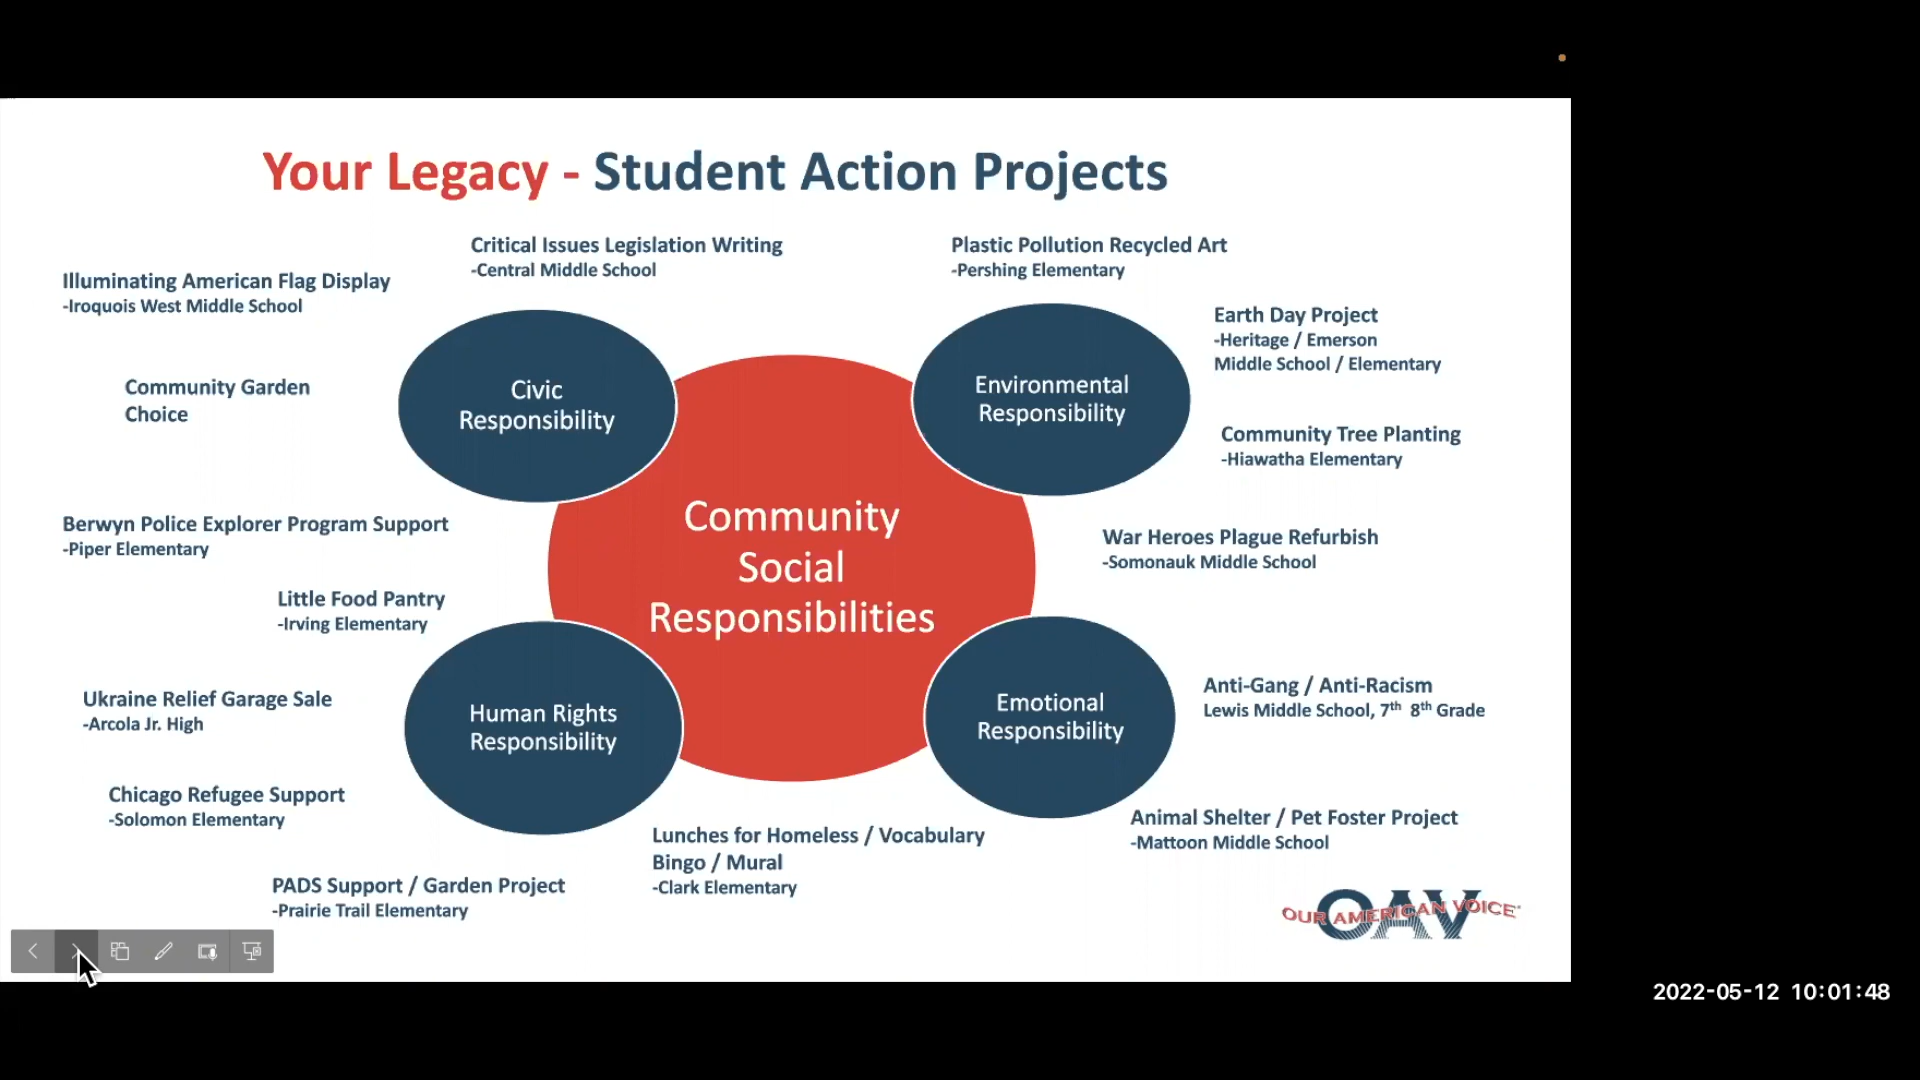 Your Legacy - Student Action Projects
Critical Issues Legislation Writing
-Central Middle School
Plastic Pollution Recycled Art
-Pershing Elementary
Illuminating American Flag Display
-Iroquois West Middle School
Earth Day Project
-Heritage / Emerson
Middle School / Elementary
Community Garden
Choice
Civic
Responsibility
Environmental
Responsibility
Community Tree Planting
-Hiawatha Elementary
Berwyn Police Explorer Program Support
-Piper Elementary
Community
Social
Responsibilities
War Heroes Plague Refurbish
-Somonauk Middle School
Little Food Pantry
-Irving Elementary
Ukraine Relief Garage Sale
-Arcola Jr. High
Human Rights
Responsibility
Emotional
Responsibility
Anti-Gang / Anti-Racism
Lewis Middle School, 7th 8th Grade
Chicago Refugee Support
-Solomon Elementary
Lunches for Homeless / Vocabulary
Bingo / Mural
-Clark Elementary
Animal Shelter / Pet Foster Project
-Mattoon Middle School
PADS Support / Garden Project
-Prairie Trail Elementary
OAV
OUR AMERICAN VOICE
2022-05-12 10:01:48